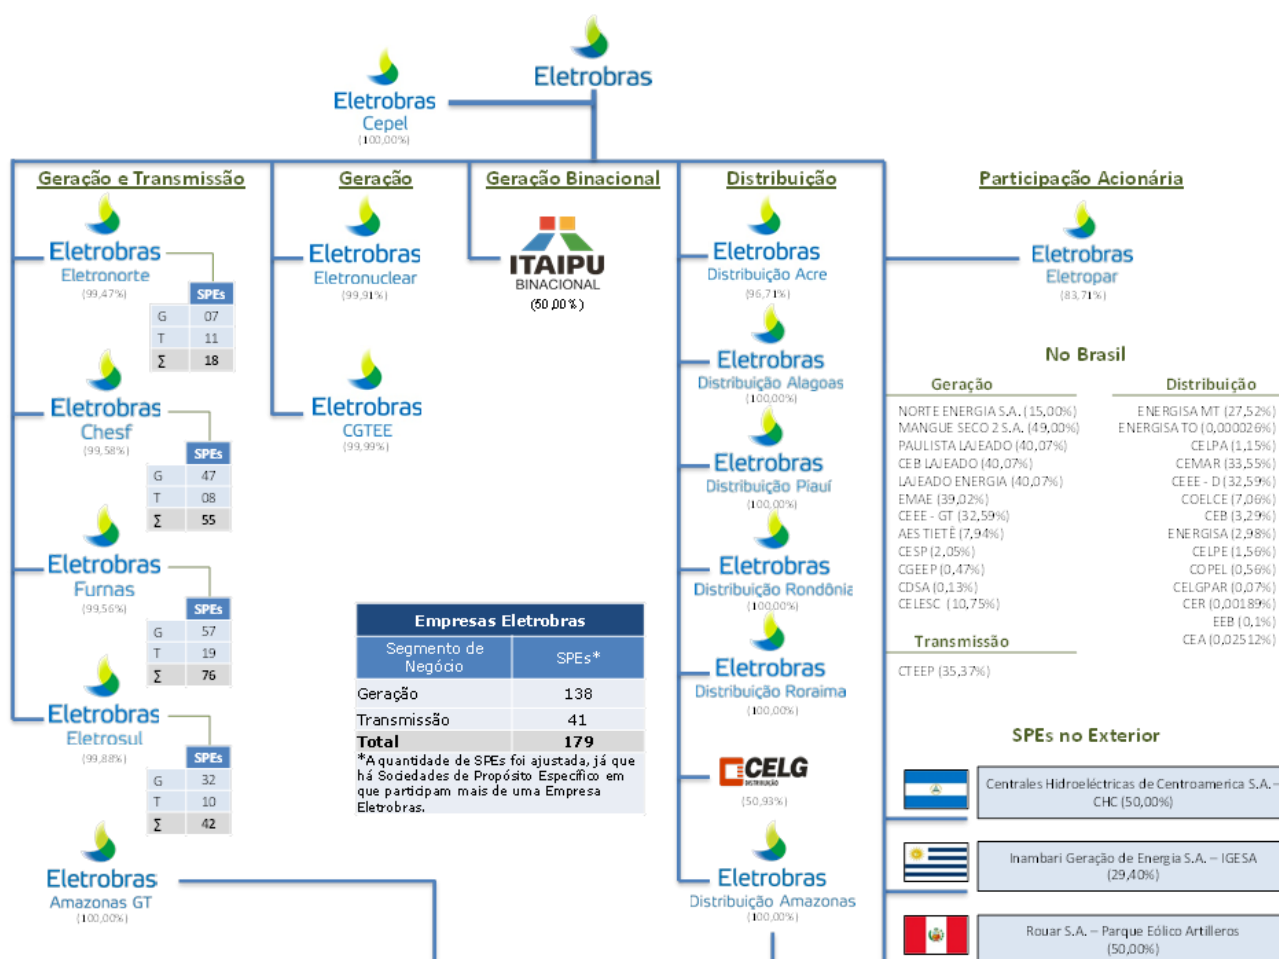 Eletrobras
Eletrobras
Cepel
(100,00%)
Geração e Transmissão
Eletrobras
Eletronorte
(99,47%)
SPEs
G 07
T 11
Σ 18
Eletrobras
Chesf
(99,58%)
SPEs
G 47
T 08
Σ 55
Eletrobras
Furnas
(99,56%)
SPEs
G 57
T 19
Σ 76
Eletrobras
Eletrosul
(99,88%)
SPEs
G 32
T 10
Σ 42
Eletrobras
Amazonas GT
(100,00%)
Geração
Eletrobras
Eletronuclear
(99,91%)
Eletrobras
CGTEE
(99,99%)
Geração Binacional
ITAIPU
BINACIONAL
(50,00%)
Empresas Eletrobras
Segmento de
Negócio
SPEs*
Geração 138
Transmissão 41
Total 179
*A quantidade de SPEs foi ajustada, já que
há Sociedades de Propósito Específico em
que participam mais de uma Empresa
Eletrobras.
Distribuição
Eletrobras
Distribuição Acre
(96,71%)
Eletrobras
Distribuição Alagoas
(100,00%)
Eletrobras
Distribuição Piauí
(100,00%)
Eletrobras
Distribuição Rondônia
(100,00%)
Eletrobras
Distribuição Roraima
(100,00%)
CELG
DISTRIBUIÇÃO
(50,93%)
Eletrobras
Distribuição Amazonas
(100,00%)
Participação Acionária
Eletrobras
Eletropar
(83,71%)
No Brasil
Geração
NORTE ENERGIA S.A. (15,00%)
MANGUE SECO 2 S.A. (49,00%)
PAULISTA LAJEADO (40,07%)
CEB LAJEADO (40,07%)
LAJEADO ENERGIA (40,07%)
EMAE (39,02%)
CEEE - GT (32,59%)
AES TIETÊ (7,94%)
CESP (2,05%)
CGEEP (0,47%)
CDSA (0,13%)
CELESC (10,75%)
Transmissão
CTEEP (35,37%)
Distribuição
ENERGISA MT (27,52%)
ENERGISA TO (0,000026%)
CELPA (1,15%)
CEMAR (33,55%)
CEEE - D (32,59%)
COELCE (7,06%)
CEB (3,29%)
ENERGISA (2,98%)
CELPE (1,56%)
COPEL (0,56%)
CELGPAR (0,07%)
CER (0,00189%)
EEB (0,1%)
CEA (0,02512%)
SPEs no Exterior
Centrales Hidroeléctricas de Centroamerica S.A. –
CHC (50,00%)
Inambari Geração de Energia S.A. – IGESA
(29,40%)
Rouar S.A. – Parque Eólico Artilleros
(50,00%)